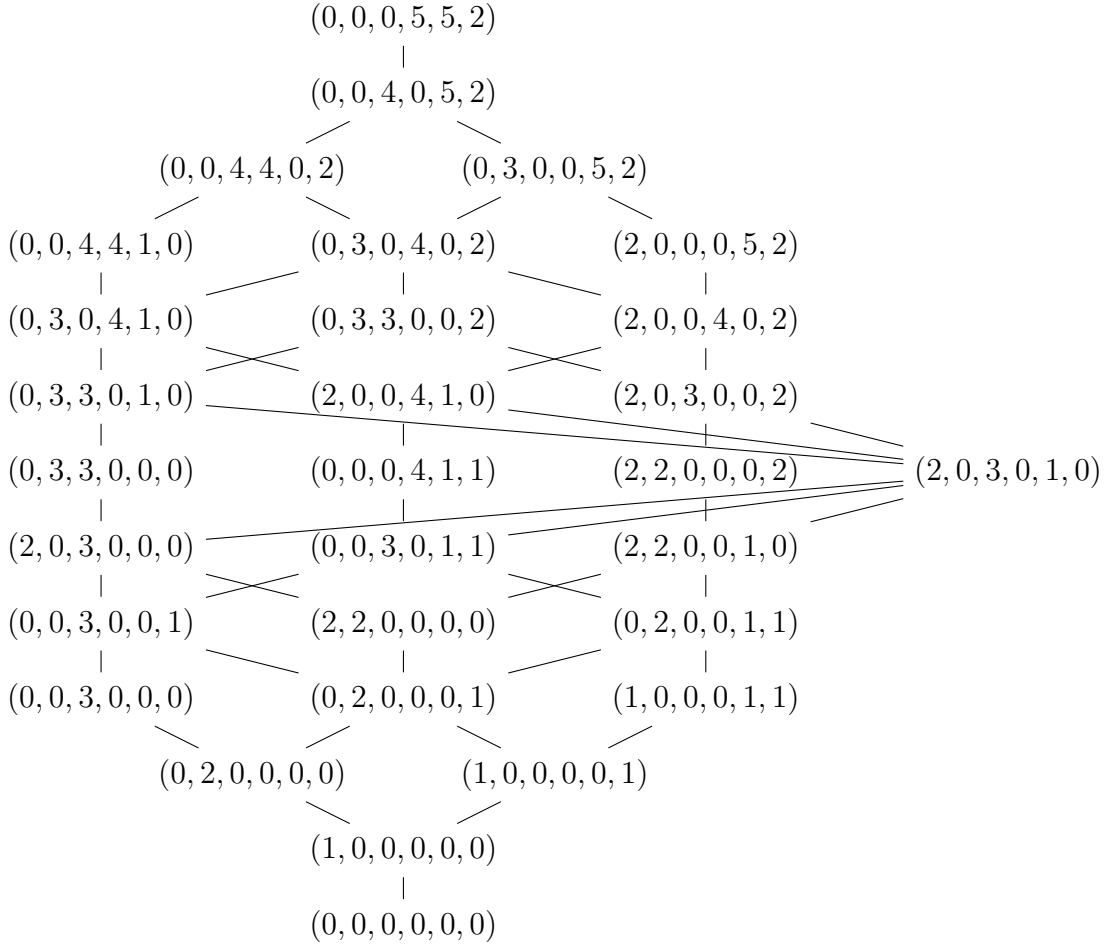 (0, 0, 0, 5, 5, 2)
(0, 0, 4, 0, 5, 2)
(0, 0, 4, 4, 0, 2) (0, 3, 0, 0, 5, 2)
(0, 0, 4, 4, 1, 0) (0, 3, 0, 4, 0, 2) (2, 0, 0, 0, 5, 2)
(0, 3, 0, 4, 1, 0) (0, 3, 3, 0, 0, 2) (2, 0, 0, 4, 0, 2)
(0, 3, 3, 0, 1, 0) (2, 0, 0, 4, 1, 0) (2, 0, 3, 0, 0, 2)
(0, 3, 3, 0, 0, 0) (0, 0, 0, 4, 1, 1) (2, 2, 0, 0, 0, 2) (2, 0, 3, 0, 1, 0)
(2, 0, 3, 0, 0, 0) (0, 0, 3, 0, 1, 1) (2, 2, 0, 0, 1, 0)
(0, 0, 3, 0, 0, 1) (2, 2, 0, 0, 0, 0) (0, 2, 0, 0, 1, 1)
(0, 0, 3, 0, 0, 0) (0, 2, 0, 0, 0, 1) (1, 0, 0, 0, 1, 1)
(0, 2, 0, 0, 0, 0) (1, 0, 0, 0, 0, 1)
(1, 0, 0, 0, 0, 0)
(0, 0, 0, 0, 0, 0)